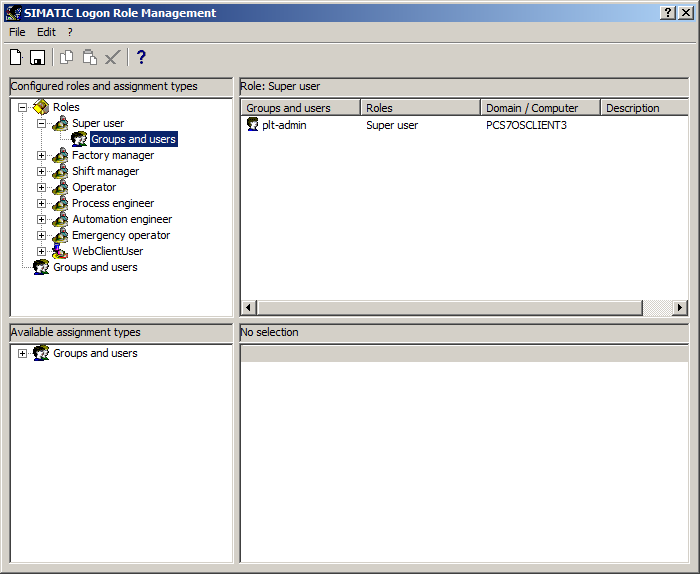 SIMATIC Logon Role Management
File Edit ?
Configured roles and assignment types
Roles
Super user
Groups and users
Factory manager
Shift manager
Operator
Process engineer
Automation engineer
Emergency operator
WebClientUser
Groups and users
Role: Super user
Groups and users Roles Domain / Computer Description
plt-admin Super user PCS7OSCLIENT3
Available assignment types
Groups and users
No selection